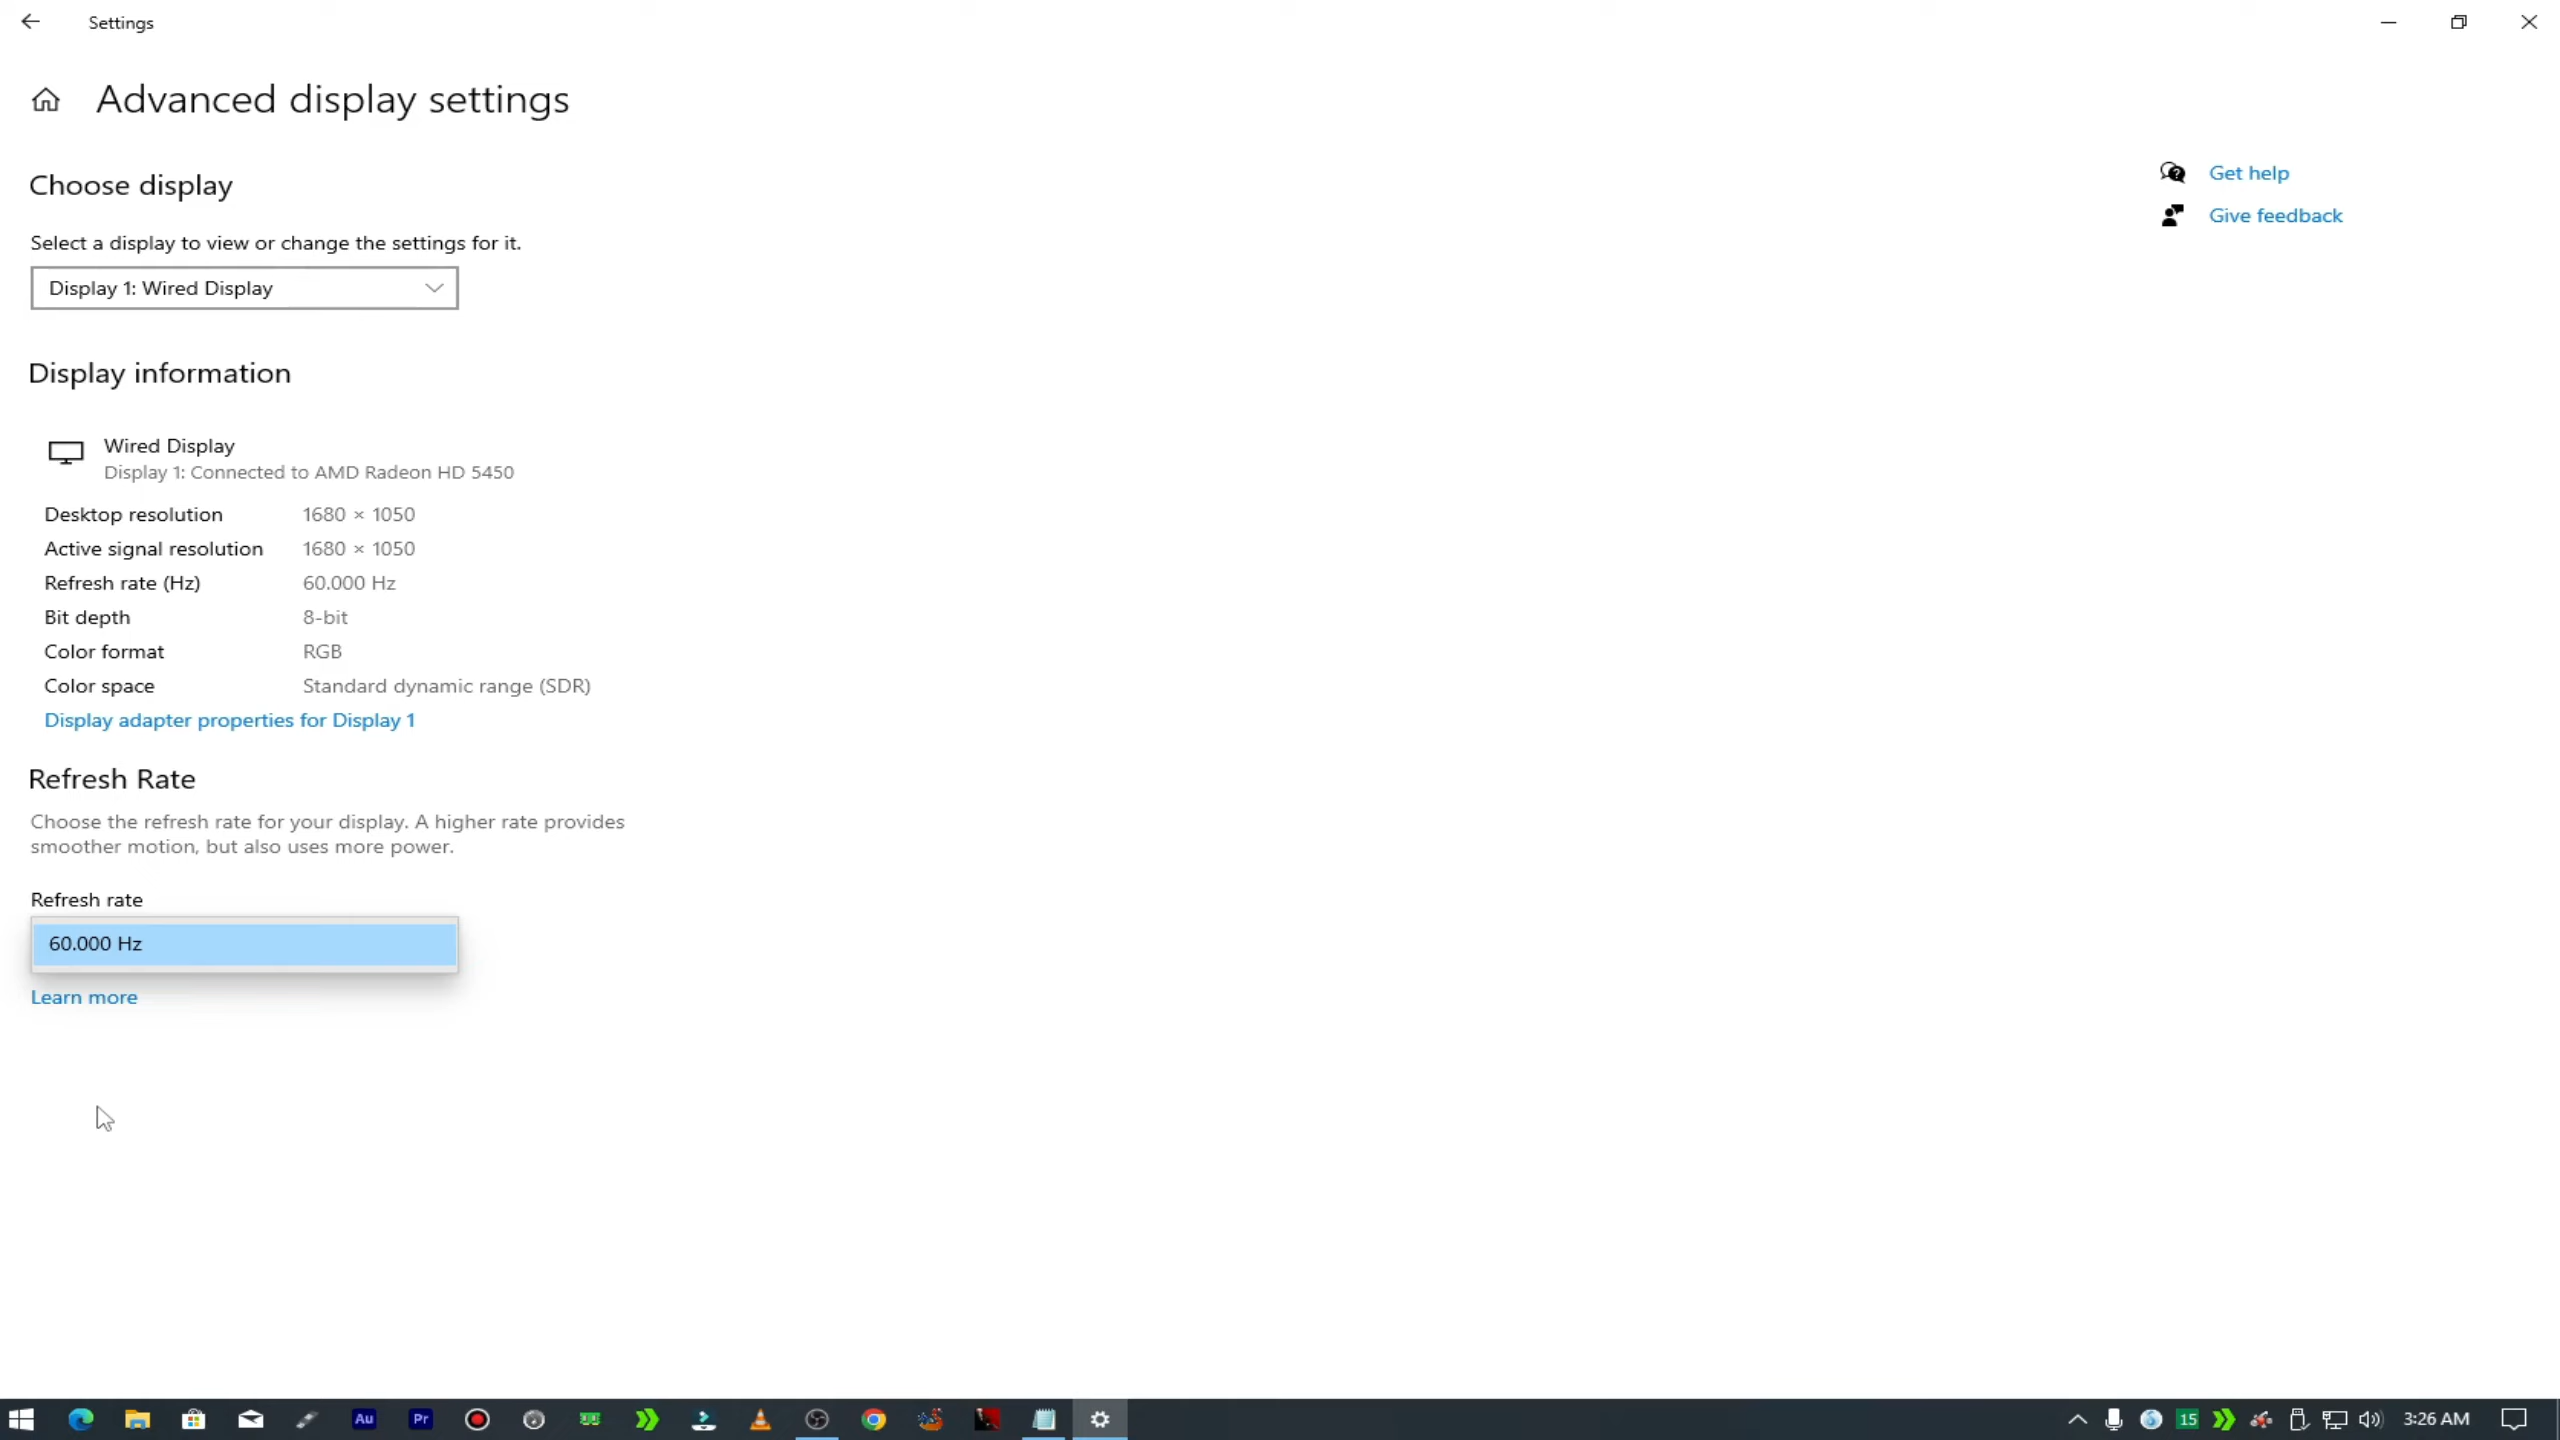 Settings
Advanced display settings
Choose display
Select a display to view or change the settings for it.
Display 1: Wired Display
Get help
Give feedback
Display information
Wired Display
Display 1: Connected to AMD Radeon HD 5450
Desktop resolution 1680 × 1050
Active signal resolution 1680 × 1050
Refresh rate (Hz) 60.000 Hz
Bit depth 8-bit
Color format RGB
Color space Standard dynamic range (SDR)
Display adapter properties for Display 1
Refresh Rate
Choose the refresh rate for your display. A higher rate provides
smoother motion, but also uses more power.
Refresh rate
60.000 Hz
Learn more
Au Pr 15 3:26 AM